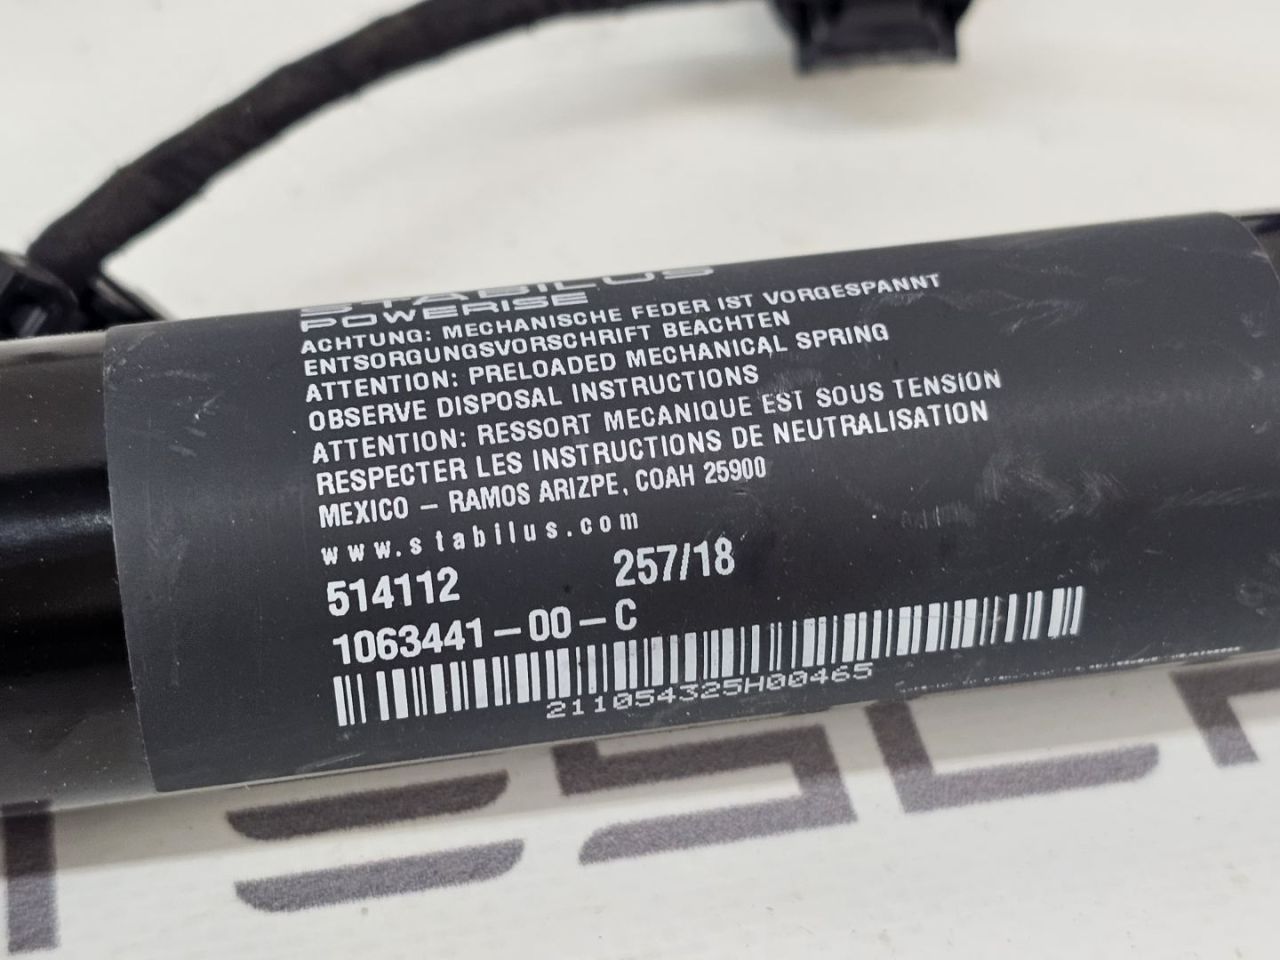 STABILUS
POWERISE
ACHTUNG: MECHANISCHE FEDER IST VORGESPANNT
ENTSORGUNGSVORSCHRIFT BEACHTEN
ATTENTION: PRELOADED MECHANICAL SPRING
OBSERVE DISPOSAL INSTRUCTIONS
ATTENTION: RESSORT MECANIQUE EST SOUS TENSION
RESPECTER LES INSTRUCTIONS DE NEUTRALISATION
MEXICO – RAMOS ARIZPE, COAH 25900
www.stabilus.com
514112 257/18
1063441–00–C
211054325H00465